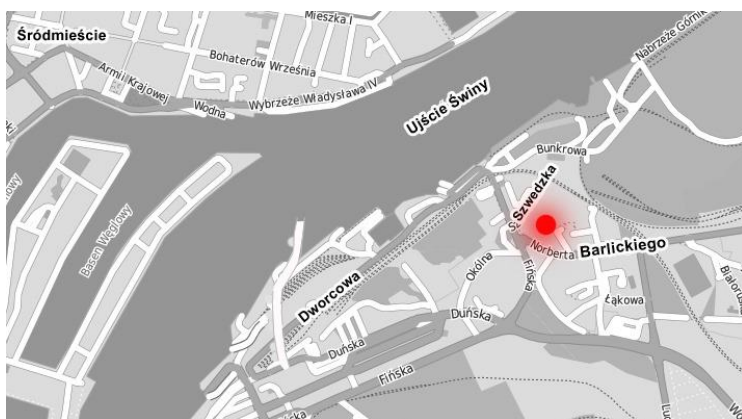 Mieszka I
Śródmieście
Bohaterów Września
Armii Krajowej
Wodna
Wybrzeże Władysława IV
Ujście Świny
Nabrzeże Górnik
Bunkrowa
Szwedzka
Norberta
Barlickiego
Basen Węglowy
Okólna
Fińska
Łąkowa
Białorus
Dworcowa
Duńska
Duńska
Fińska